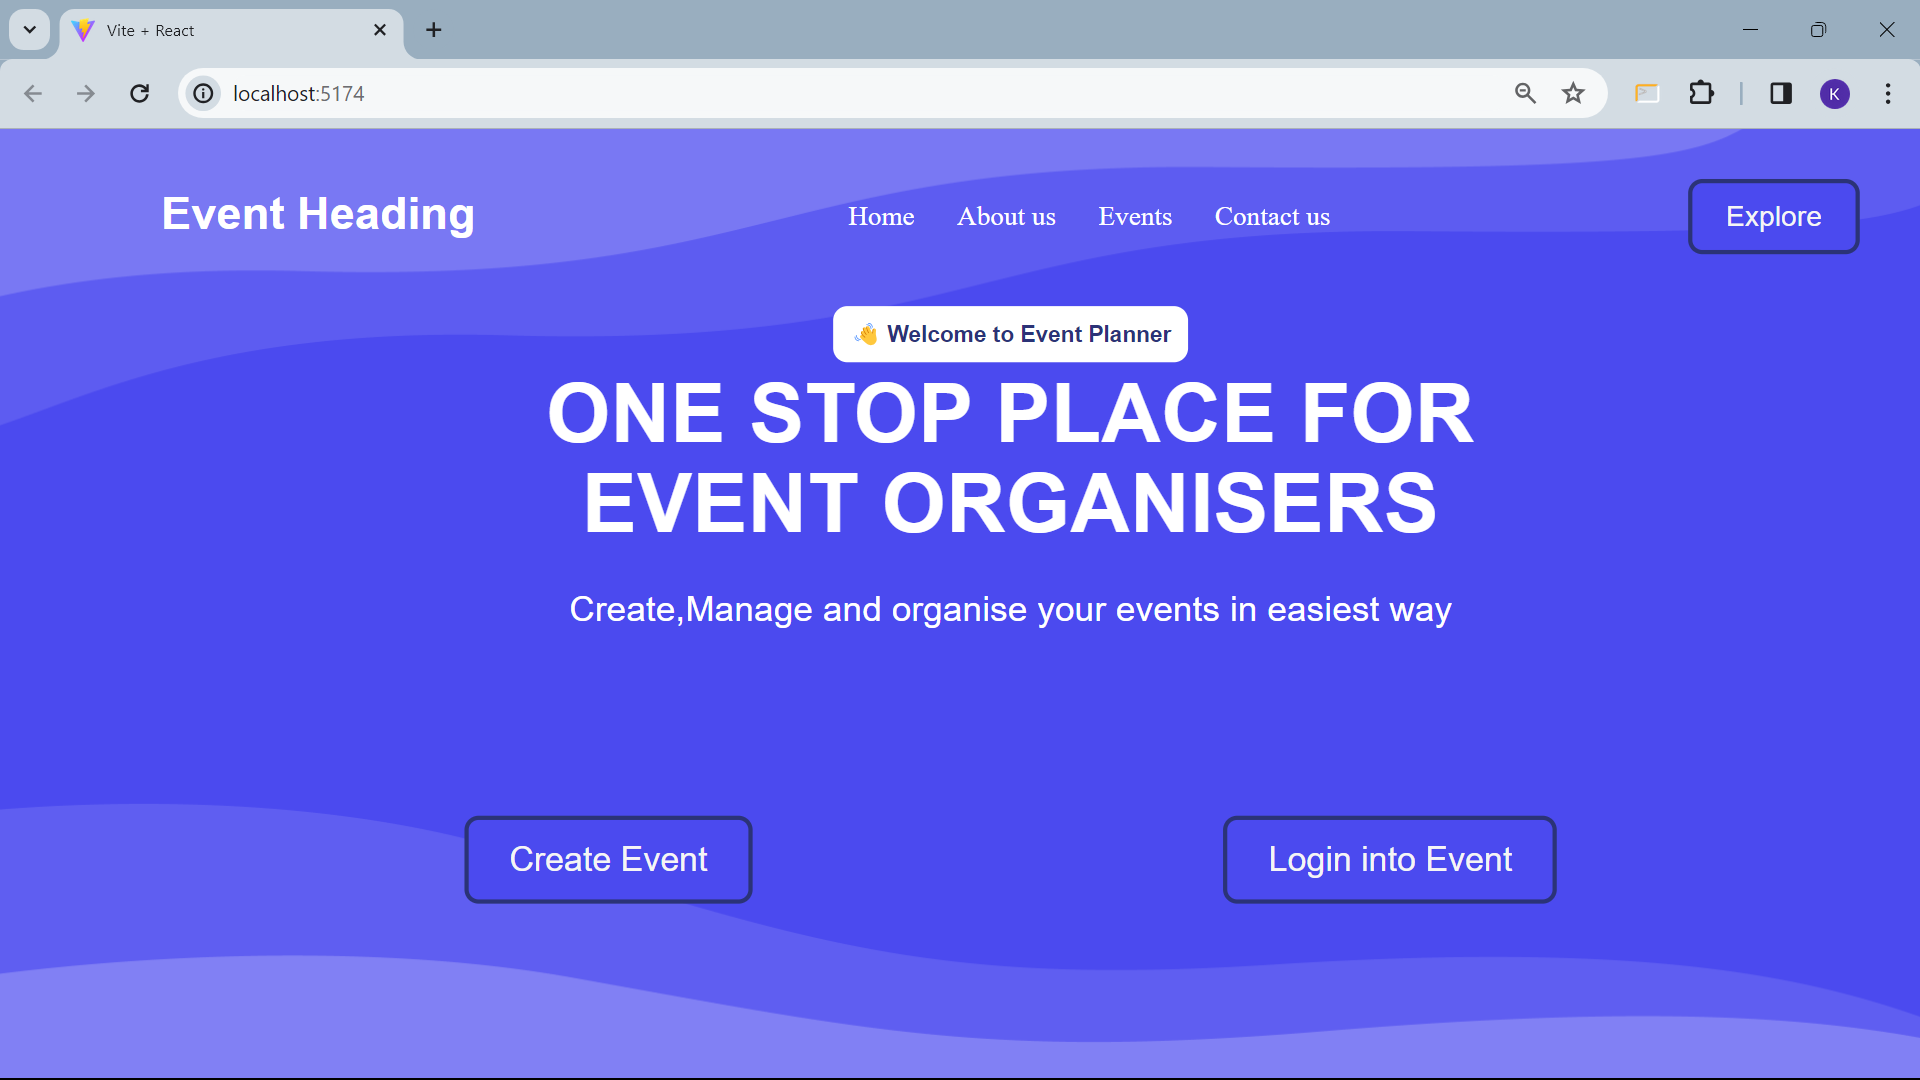 Vite + React
localhost:5174
K
Event Heading
Home About us Events Contact us
Explore
👋 Welcome to Event Planner
ONE STOP PLACE FOR
EVENT ORGANISERS
Create,Manage and organise your events in easiest way
Create Event
Login into Event